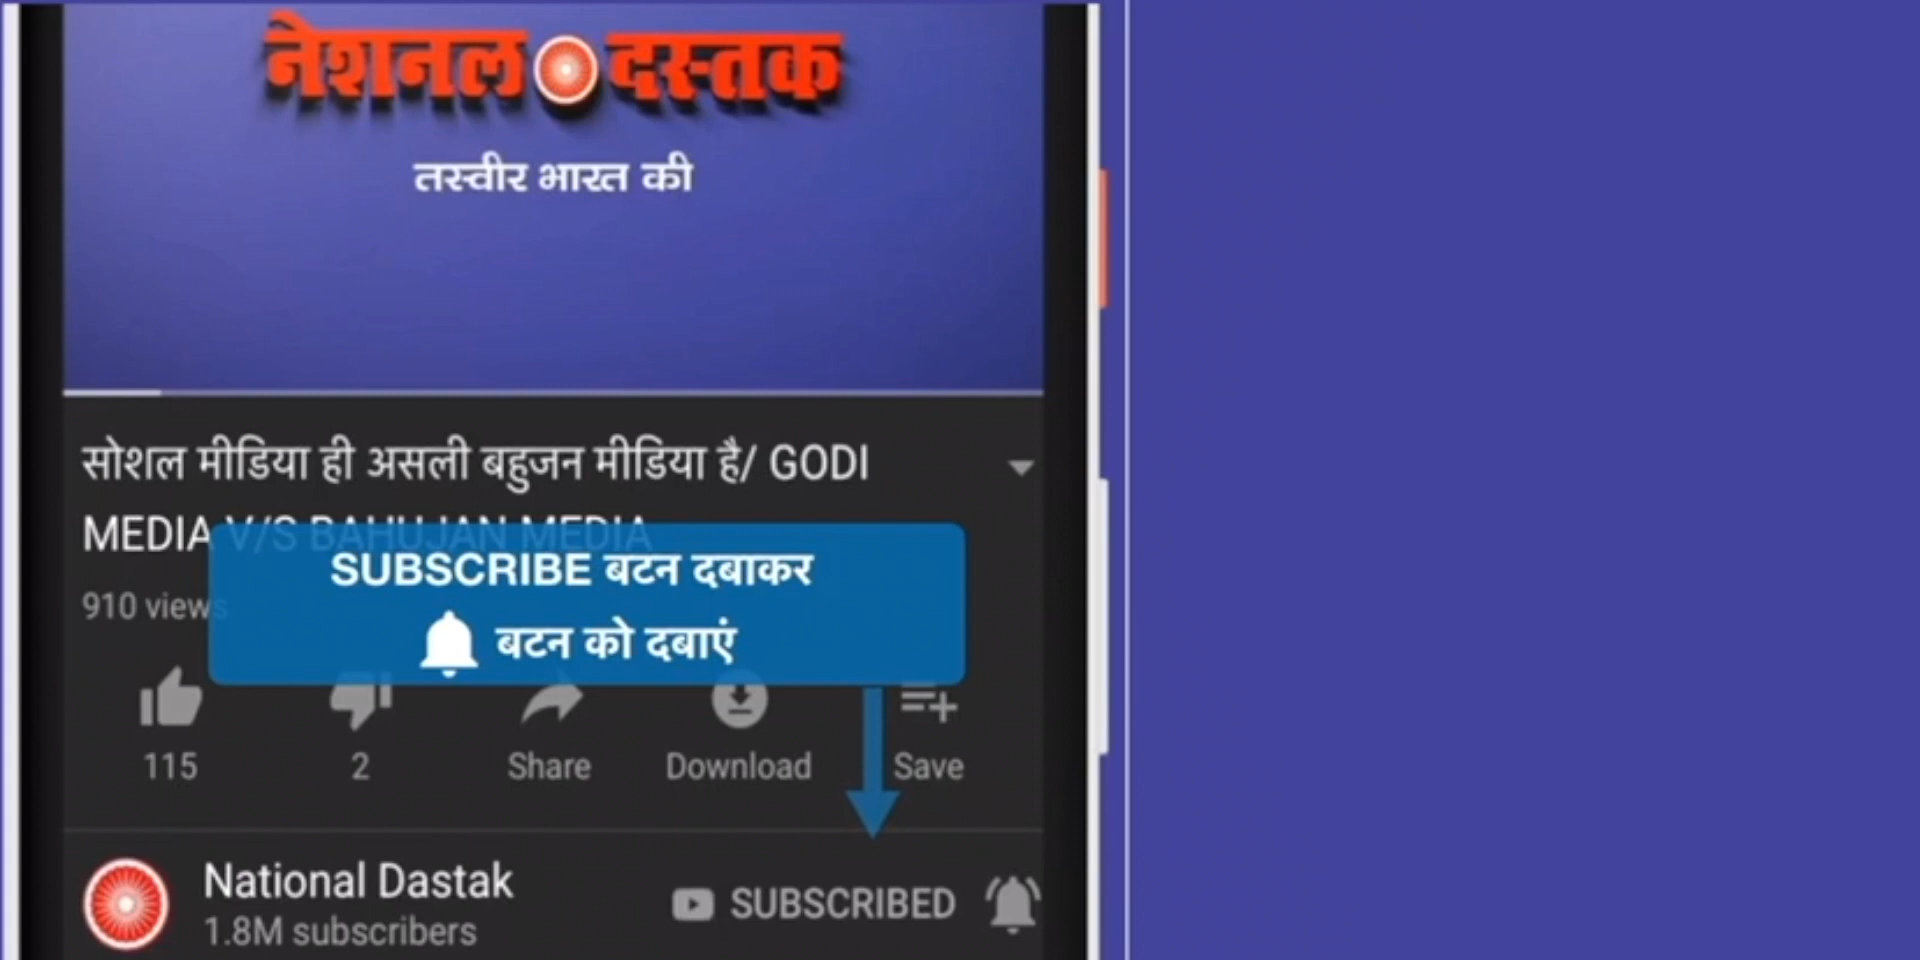 नेशनल दस्तक
तस्वीर भारत की
सोशल मीडिया ही असली बहुजन मीडिया है/ GODI
MEDIA V/S BAHUJAN MEDIA
SUBSCRIBE बटन दबाकर
बटन को दबाएं
910 views
115
2
Share
Download
Save
National Dastak
1.8M subscribers
SUBSCRIBED